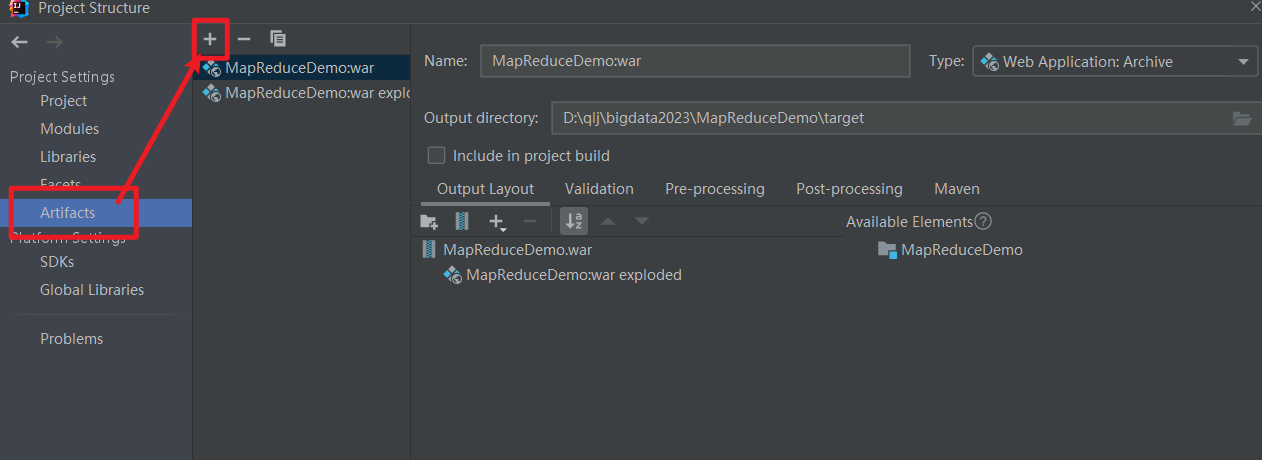 Project Structure
Project Settings
Project
Modules
Libraries
Facets
Artifacts
Platform Settings
SDKs
Global Libraries
Problems
MapReduceDemo:war
MapReduceDemo:war explo
Name: MapReduceDemo:war Type: Web Application: Archive
Output directory: D:\qlj\bigdata2023\MapReduceDemo\target
Include in project build
Output Layout Validation Pre-processing Post-processing Maven
Available Elements ?
MapReduceDemo.war
MapReduceDemo:war exploded
MapReduceDemo